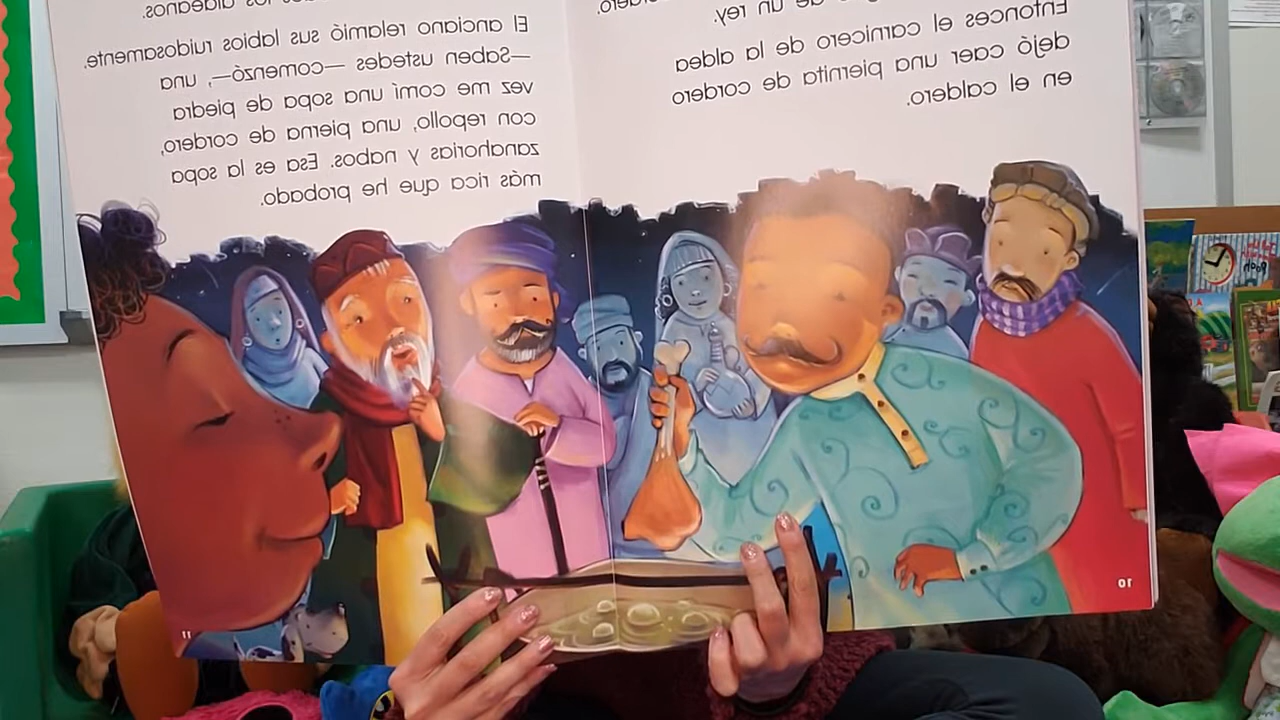 de un rey.
Entonces el carnicero de la aldea
dejó caer una piernita de cordero
en el caldero.
10
los aldeanos.
El anciano relamió sus labios ruidosamente.
—Saben ustedes —comenzó—, una
vez me comí una sopa de piedra
con repollo, una pierna de cordero,
zanahorias y nabos. Esa es la sopa
más rica que he probado.
11
Pooh